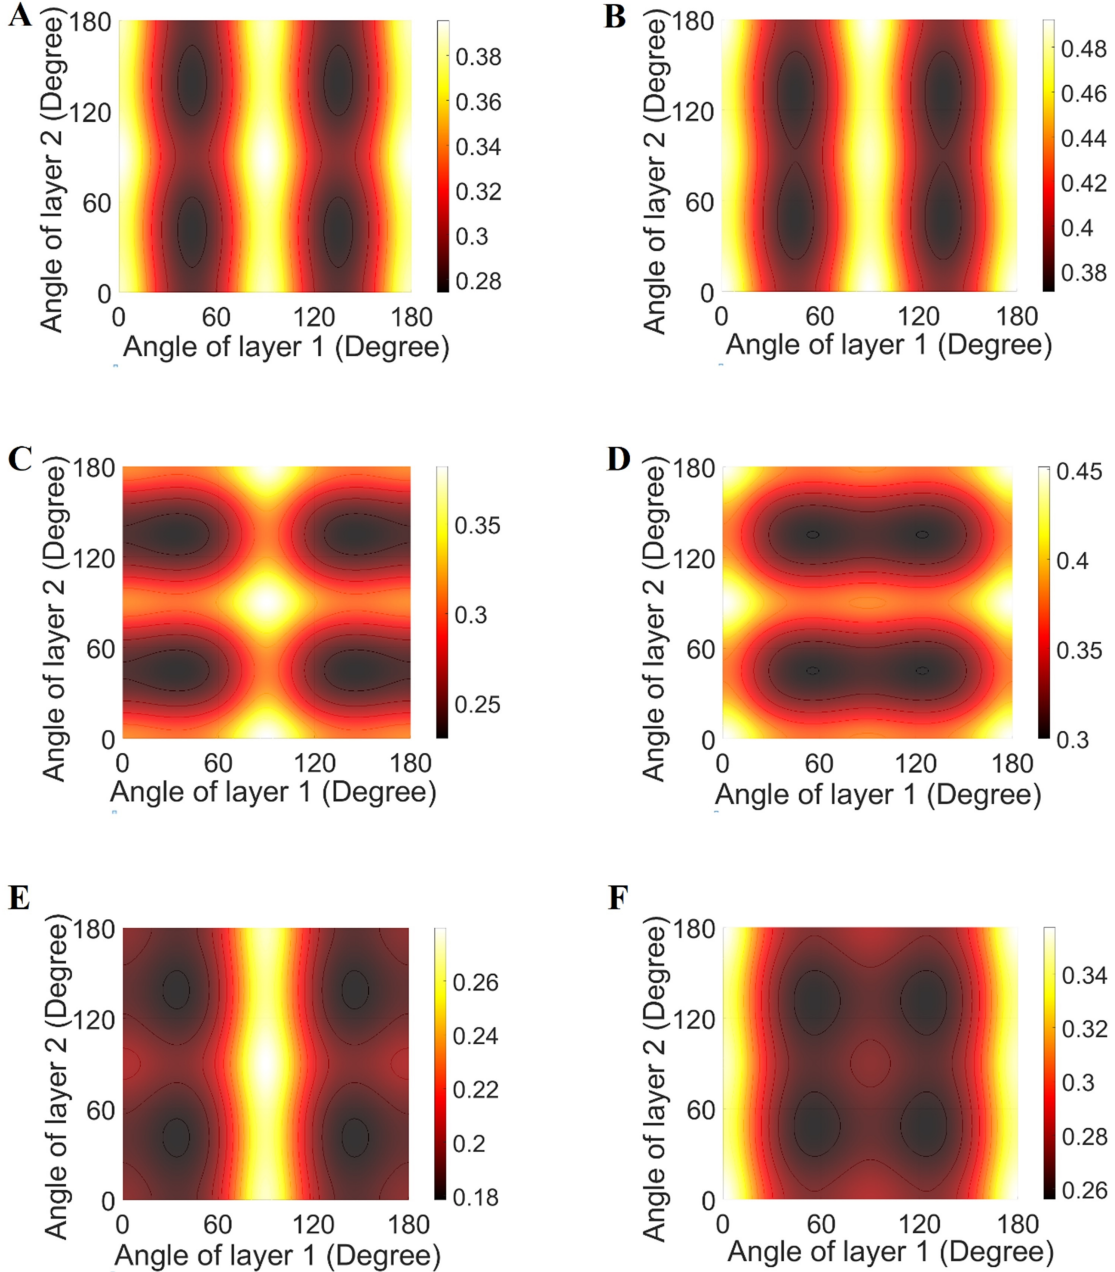 A
Angle of layer 2 (Degree)
180
120
60
0
0 60 120 180
Angle of layer 1 (Degree)
0.38
0.36
0.34
0.32
0.3
0.28
B
Angle of layer 2 (Degree)
180
120
60
0
0 60 120 180
Angle of layer 1 (Degree)
0.48
0.46
0.44
0.42
0.4
0.38
C
Angle of layer 2 (Degree)
180
120
60
0
0 60 120 180
Angle of layer 1 (Degree)
0.35
0.3
0.25
D
Angle of layer 2 (Degree)
180
120
60
0
0 60 120 180
Angle of layer 1 (Degree)
0.45
0.4
0.35
0.3
E
Angle of layer 2 (Degree)
180
120
60
0
0 60 120 180
Angle of layer 1 (Degree)
0.26
0.24
0.22
0.2
0.18
F
Angle of layer 2 (Degree)
180
120
60
0
0 60 120 180
Angle of layer 1 (Degree)
0.34
0.32
0.3
0.28
0.26